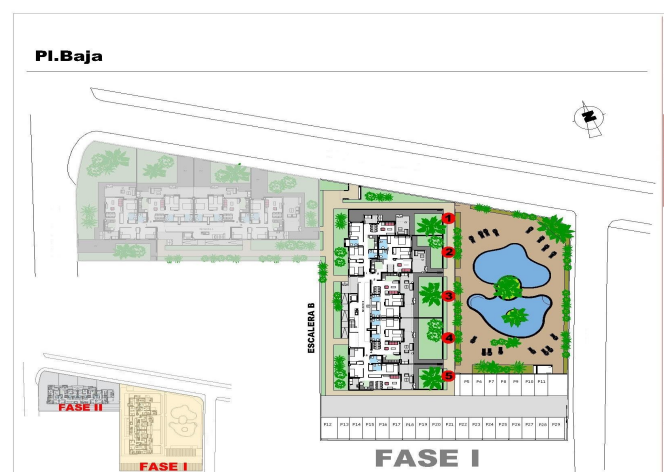 Pl.Baja
N
1
2
3
4
5
ESCALERA B
P5 P6 P7 P8 P9 P10 P11
P12 P13 P14 P15 P16 P17 P18 P19 P20 P21 P22 P23 P24 P25 P26 P27 P28 P29
FASE II
FASE I
FASE I